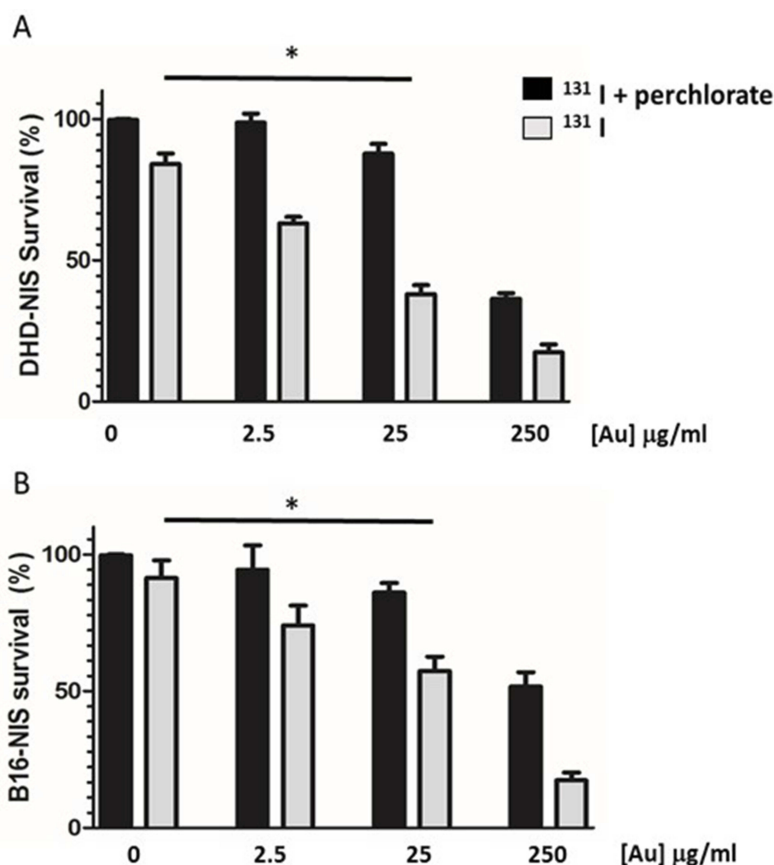 A
*
¹³¹ I + perchlorate
¹³¹ I
DHD-NIS Survival (%)
100
50
0
0 2.5 25 250 [Au] µg/ml
B
*
B16-NIS survival (%)
100
50
0
0 2.5 25 250 [Au] µg/ml